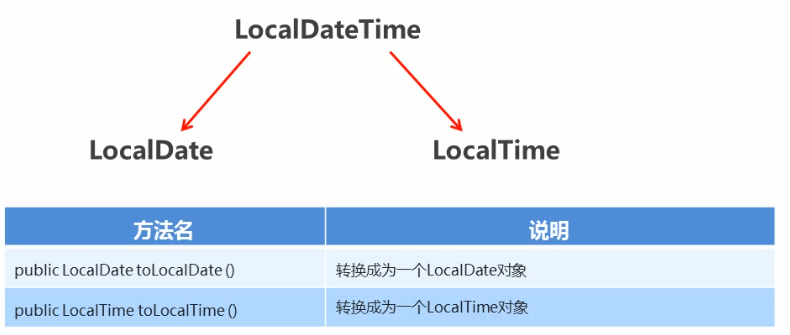 LocalDateTime
LocalDate LocalTime
方法名 说明
public LocalDate toLocalDate () 转换成为一个LocalDate对象
public LocalTime toLocalTime () 转换成为一个LocalTime对象